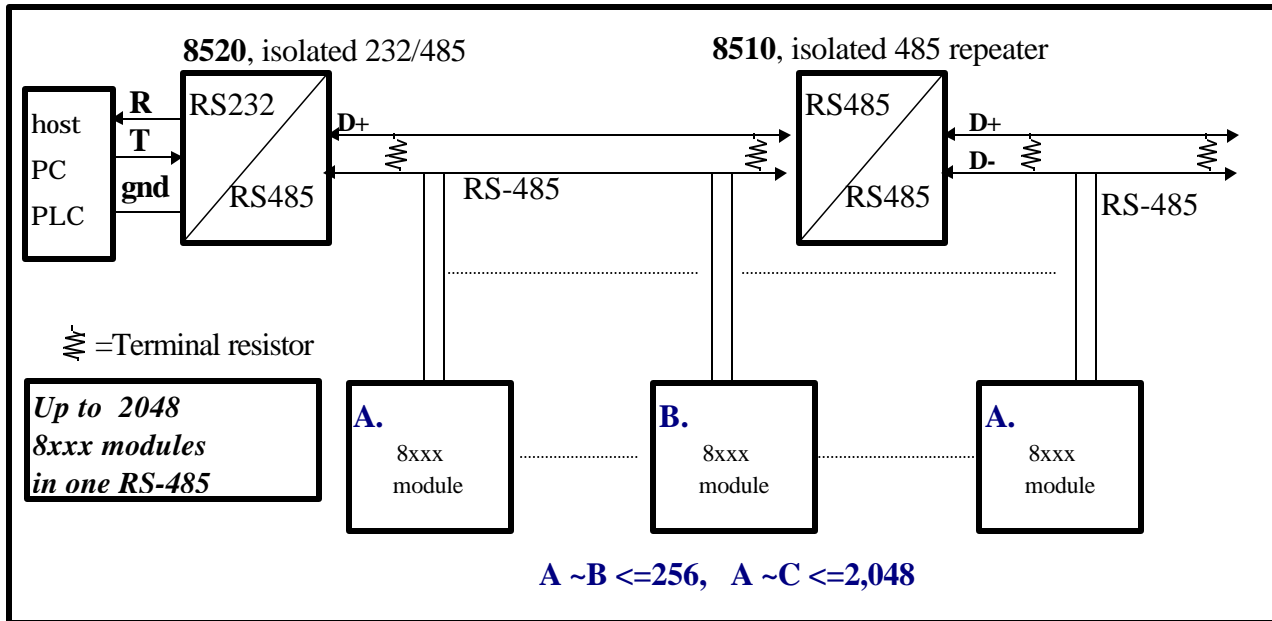 8520, isolated 232/485
8510, isolated 485 repeater
host
PC
PLC
R
T
gnd
RS232
RS485
D+
RS-485
RS485
RS485
D+
D-
RS-485
=Terminal resistor
Up to 2048
8xxx modules
in one RS-485
A.
8xxx
module
B.
8xxx
module
A.
8xxx
module
A ~B <=256, A ~C <=2,048